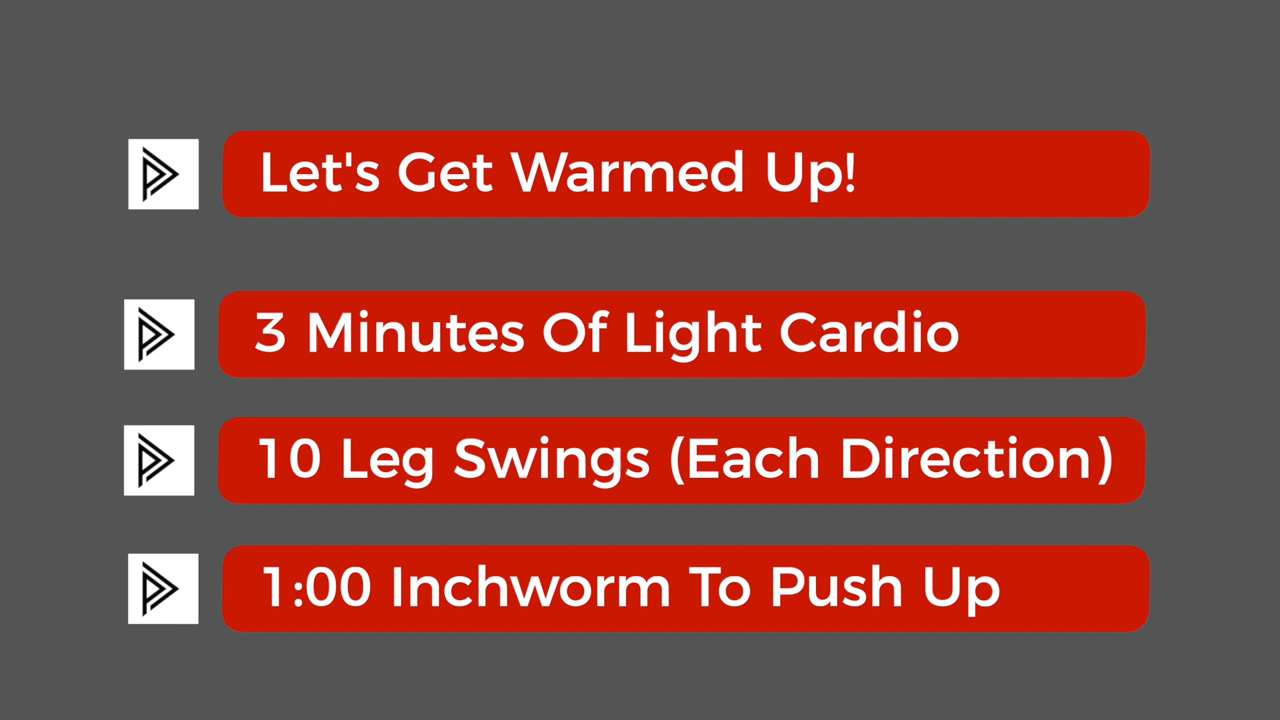 Let's Get Warmed Up!
3 Minutes Of Light Cardio
10 Leg Swings (Each Direction)
1:00 Inchworm To Push Up